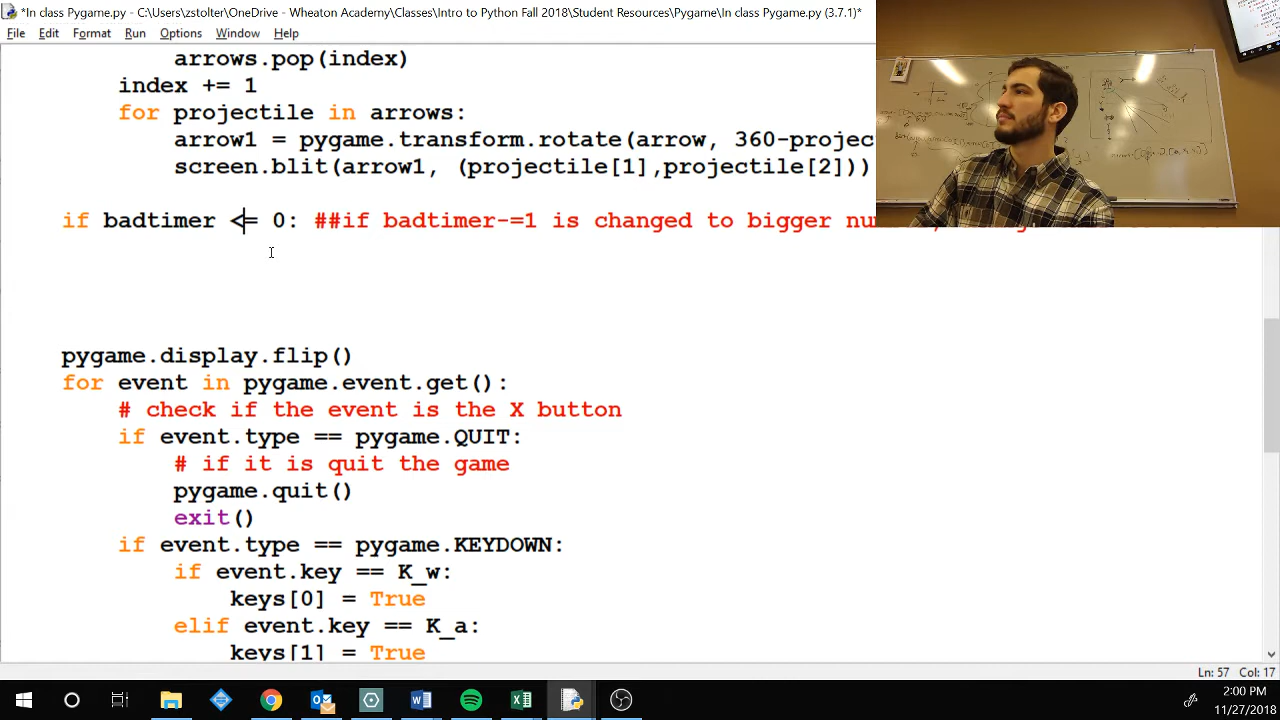 *In class Pygame.py - C:\Users\zstolter\OneDrive - Wheaton Academy\Classes\Intro to Python Fall 2018\Student Resources\Pygame\In class Pygame.py (3.7.1)*
File Edit Format Run Options Window Help
arrows.pop(index)
index += 1
for projectile in arrows:
arrow1 = pygame.transform.rotate(arrow, 360-projec
screen.blit(arrow1, (projectile[1],projectile[2]))
if badtimer <= 0: ##if badtimer-=1 is changed to bigger
pygame.display.flip()
for event in pygame.event.get():
# check if the event is the X button
if event.type == pygame.QUIT:
# if it is quit the game
pygame.quit()
exit()
if event.type == pygame.KEYDOWN:
if event.key == K_w:
keys[0] = True
elif event.key == K_a:
keys[1] = True
Ln: 57 Col: 17
2:00 PM
11/27/2018